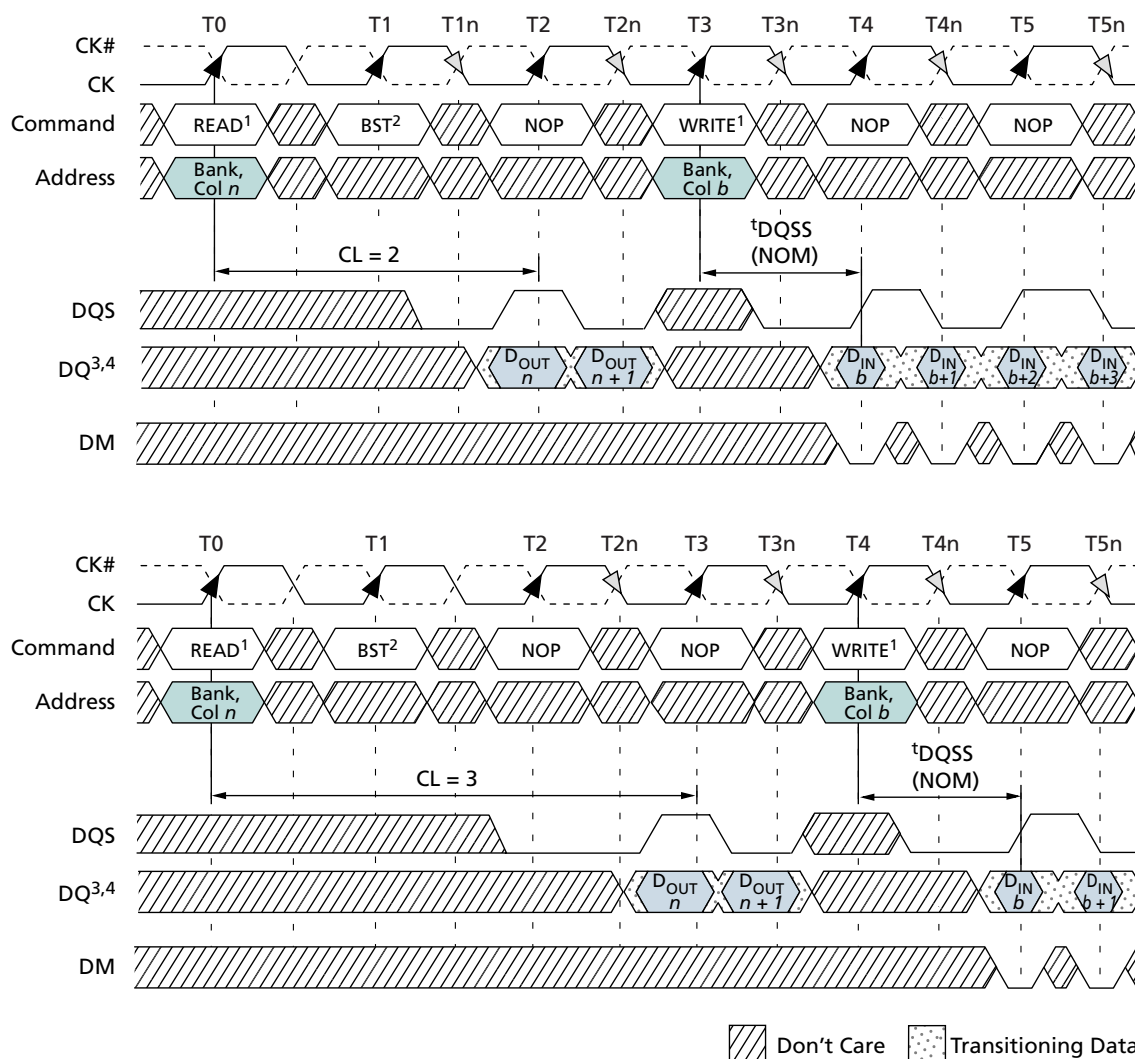 T0 T1 T1n T2 T2n T3 T3n T4 T4n T5 T5n
CK#
CK
Command READ1 BST2 NOP WRITE1 NOP NOP
Address Bank, Col n Bank, Col b
CL = 2
tDQSS
(NOM)
DQS
DQ3,4 DOUT n DOUT n + 1 DIN b DIN b+1 DIN b+2 DIN b+3
DM
T0 T1 T2 T2n T3 T3n T4 T4n T5 T5n
CK#
CK
Command READ1 BST2 NOP NOP WRITE1 NOP
Address Bank, Col n Bank, Col b
CL = 3
tDQSS
(NOM)
DQS
DQ3,4 DOUT n DOUT n + 1 DIN b DIN b + 1
DM
Don't Care Transitioning Data